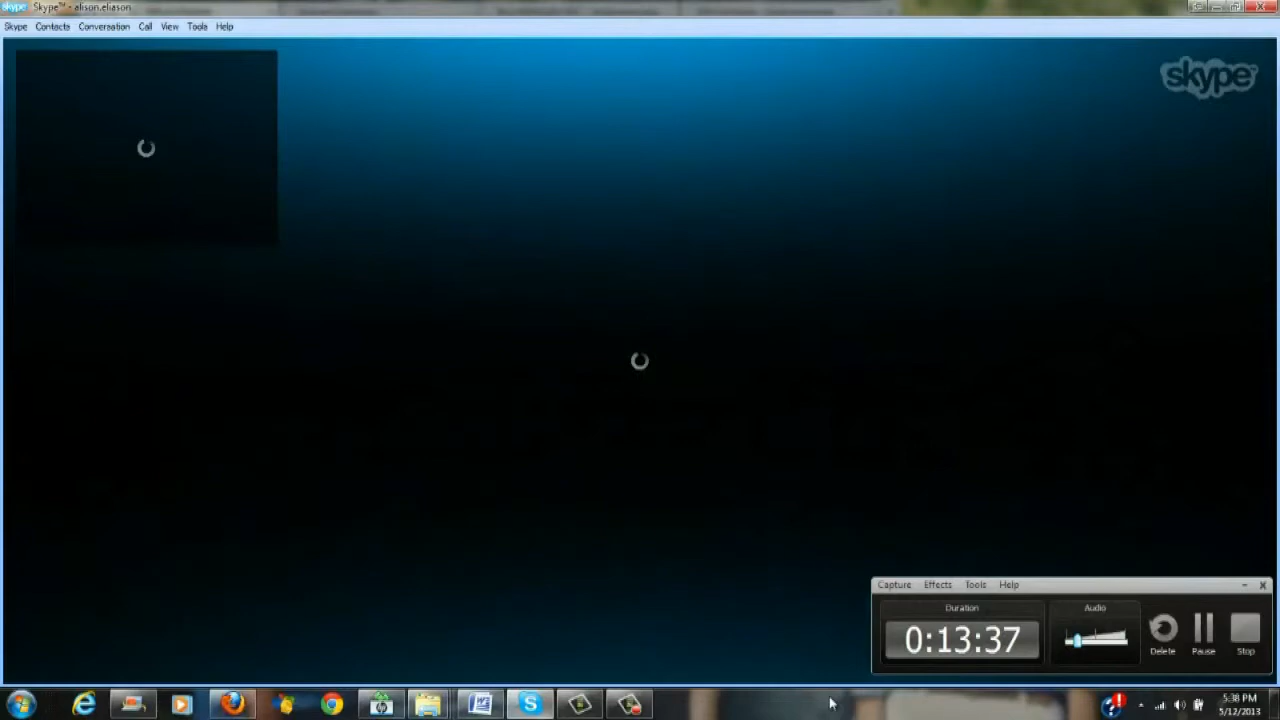 Skype™ - alison.eliason
Skype Contacts Conversation Call View Tools Help
skype
Capture Effects Tools Help
Duration Audio
0:13:37
Delete Pause Stop
5:38 PM
5/12/2013